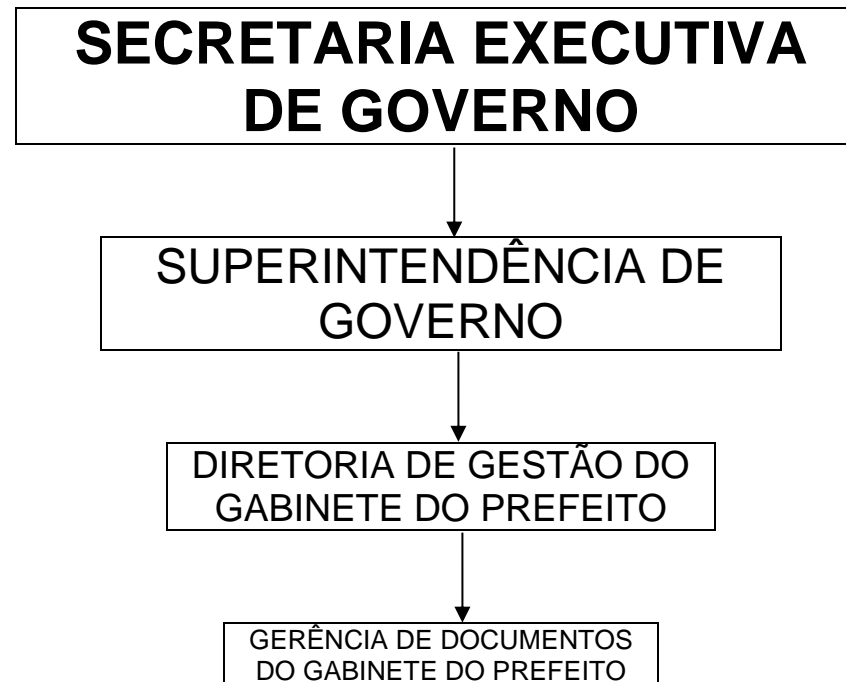 SECRETARIA EXECUTIVA
DE GOVERNO
SUPERINTENDÊNCIA DE
GOVERNO
DIRETORIA DE GESTÃO DO
GABINETE DO PREFEITO
GERÊNCIA DE DOCUMENTOS
DO GABINETE DO PREFEITO